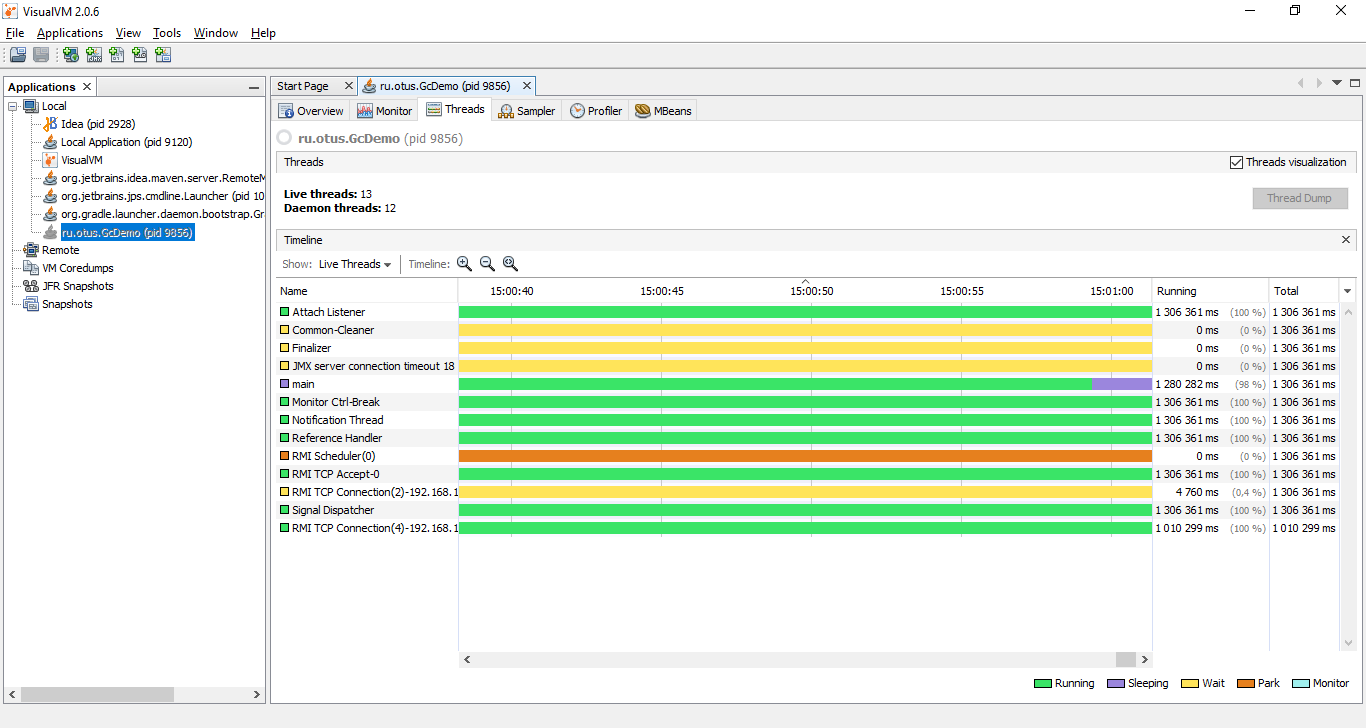 VisualVM 2.0.6
File Applications View Tools Window Help
Applications
Local
Idea (pid 2928)
Local Application (pid 9120)
VisualVM
org.jetbrains.idea.maven.server.RemoteM
org.jetbrains.jps.cmdline.Launcher (pid 10
org.gradle.launcher.daemon.bootstrap.Gr
ru.otus.GcDemo (pid 9856)
Remote
VM Coredumps
JFR Snapshots
Snapshots
Start Page ru.otus.GcDemo (pid 9856)
Overview Monitor Threads Sampler Profiler MBeans
ru.otus.GcDemo (pid 9856)
Threads Threads visualization
Live threads: 13
Daemon threads: 12
Thread Dump
Timeline
Show: Live Threads Timeline:
Name 15:00:40 15:00:45 15:00:50 15:00:55 15:01:00 Running Total
Attach Listener 1 306 361 ms (100 %) 1 306 361 ms
Common-Cleaner 0 ms (0 %) 1 306 361 ms
Finalizer 0 ms (0 %) 1 306 361 ms
JMX server connection timeout 18 0 ms (0 %) 1 306 361 ms
main 1 280 282 ms (98 %) 1 306 361 ms
Monitor Ctrl-Break 1 306 361 ms (100 %) 1 306 361 ms
Notification Thread 1 306 361 ms (100 %) 1 306 361 ms
Reference Handler 1 306 361 ms (100 %) 1 306 361 ms
RMI Scheduler(0) 0 ms (0 %) 1 306 361 ms
RMI TCP Accept-0 1 306 361 ms (100 %) 1 306 361 ms
RMI TCP Connection(2)-192.168.1 4 760 ms (0,4 %) 1 306 361 ms
Signal Dispatcher 1 306 361 ms (100 %) 1 306 361 ms
RMI TCP Connection(4)-192.168.1 1 010 299 ms (100 %) 1 010 299 ms
Running Sleeping Wait Park Monitor